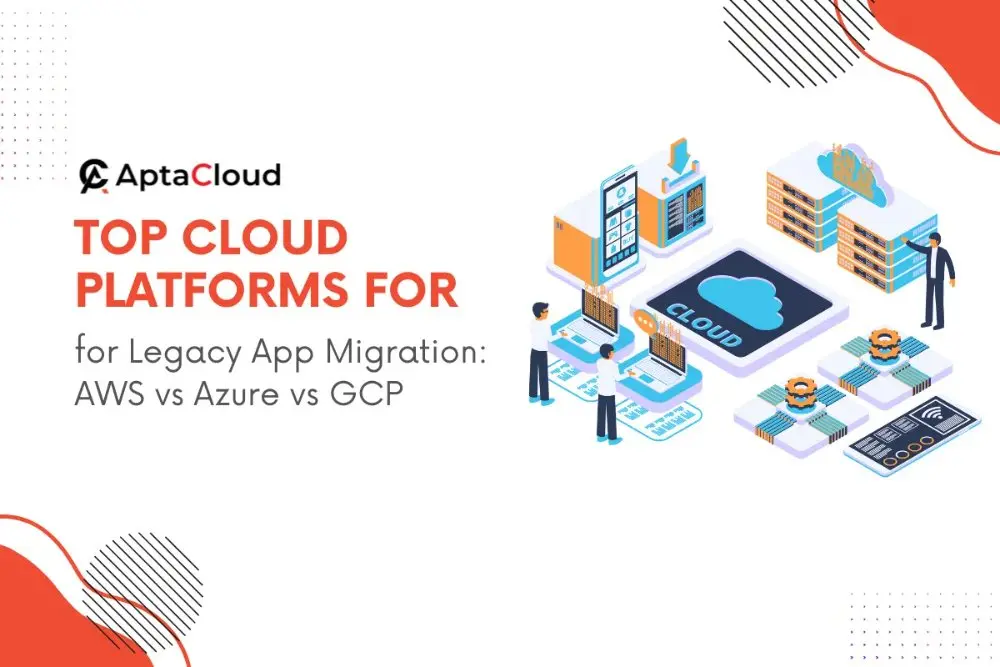 AptaCloud
TOP CLOUD
PLATFORMS FOR
for Legacy App Migration:
AWS vs Azure vs GCP
CLOUD